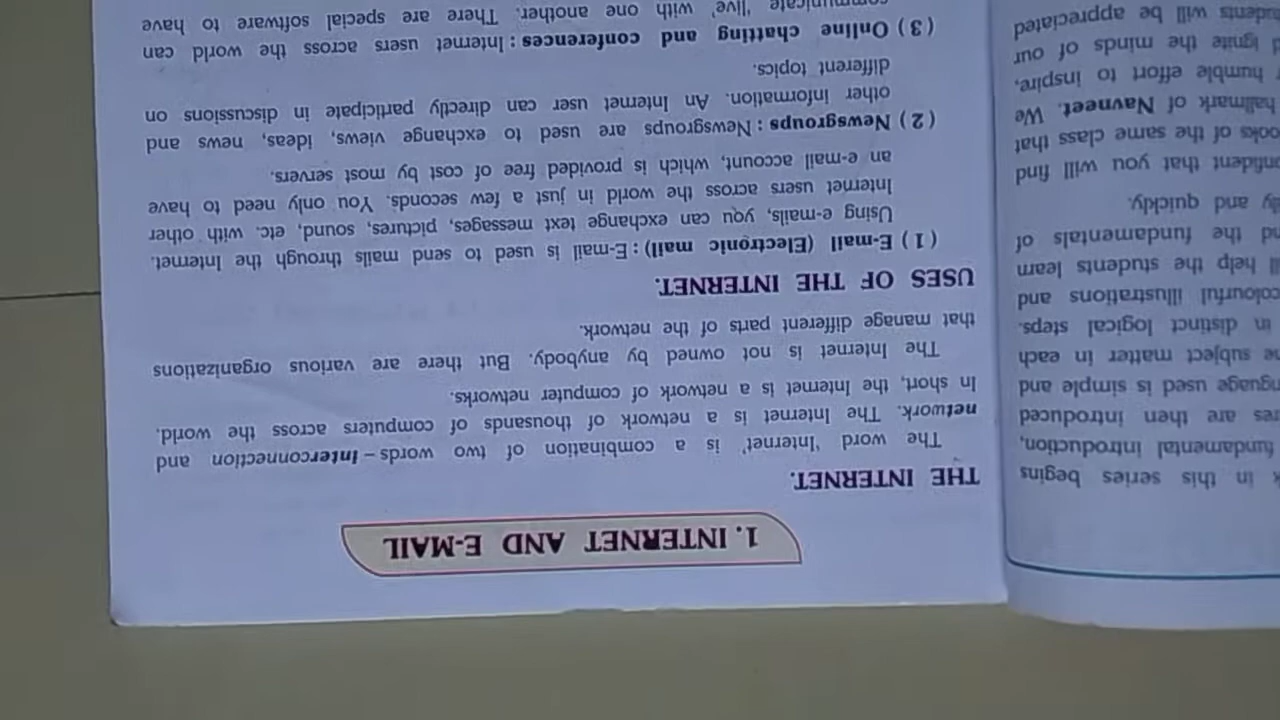 in this series begins
fundamental introduction,
res are then introduced
nguage used is simple and
he subject matter in each
in distinct logical steps.
colourful illustrations and
ll help the students learn
nd the fundamentals of
ly and quickly.
nfident that you will find
ooks of the same class that
hallmark of Navneet. We
humble effort to inspire,
d ignite the minds of our
udents will be appreciated
1. INTERNET AND E-MAIL
THE INTERNET.
The word 'Internet' is a combination of two words – interconnection and
network. The Internet is a network of thousands of computers across the world.
In short, the Internet is a network of computer networks.
The Internet is not owned by anybody. But there are various organizations
that manage different parts of the network.
USES OF THE INTERNET.
( 1 ) E-mail (Electronic mail) : E-mail is used to send mails through the Internet.
Using e-mails, you can exchange text messages, pictures, sound, etc. with other
Internet users across the world in just a few seconds. You only need to have
an e-mail account, which is provided free of cost by most servers.
( 2 ) Newsgroups : Newsgroups are used to exchange views, ideas, news and
other information. An Internet user can directly participate in discussions on
different topics.
( 3 ) Online chatting and conferences : Internet users across the world can
communicate 'live' with one another. There are special software to have